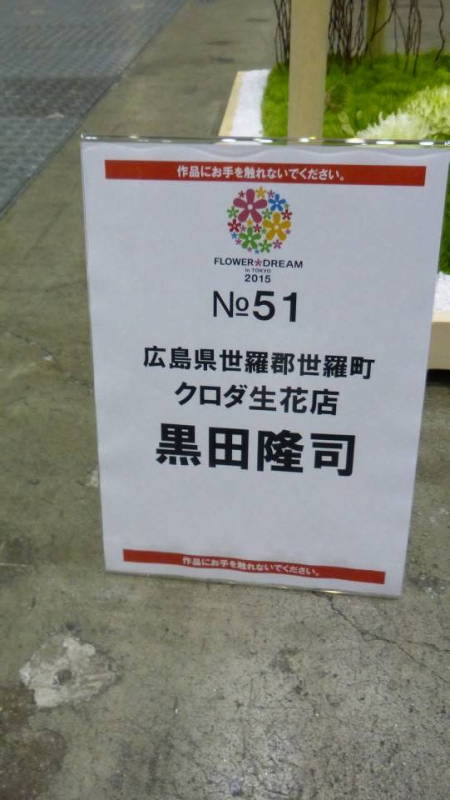 作品にお手を触れないでください。
FLOWER★DREAM
in TOKYO
2015
№51
広島県世羅郡世羅町
クロダ生花店
黒田隆司
作品にお手を触れないでください。